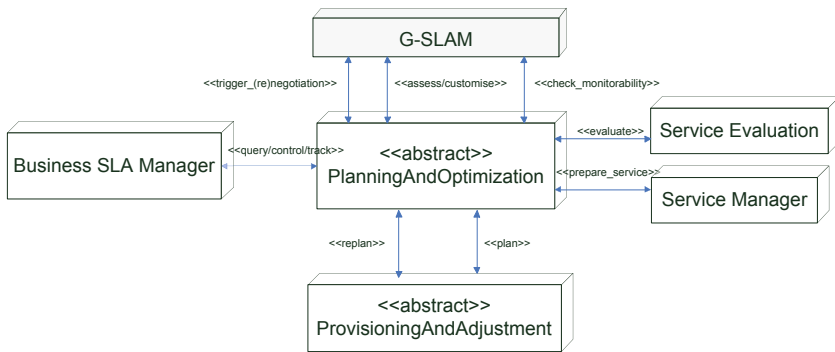 G-SLAM
<<trigger_(re)negotiation>>
<<assess/customise>>
<<check_monitorability>>
Business SLA Manager
<<query/control/track>>
<<abstract>>
PlanningAndOptimization
<<evaluate>>
Service Evaluation
<<prepare_service>>
Service Manager
<<replan>>
<<plan>>
<<abstract>>
ProvisioningAndAdjustment